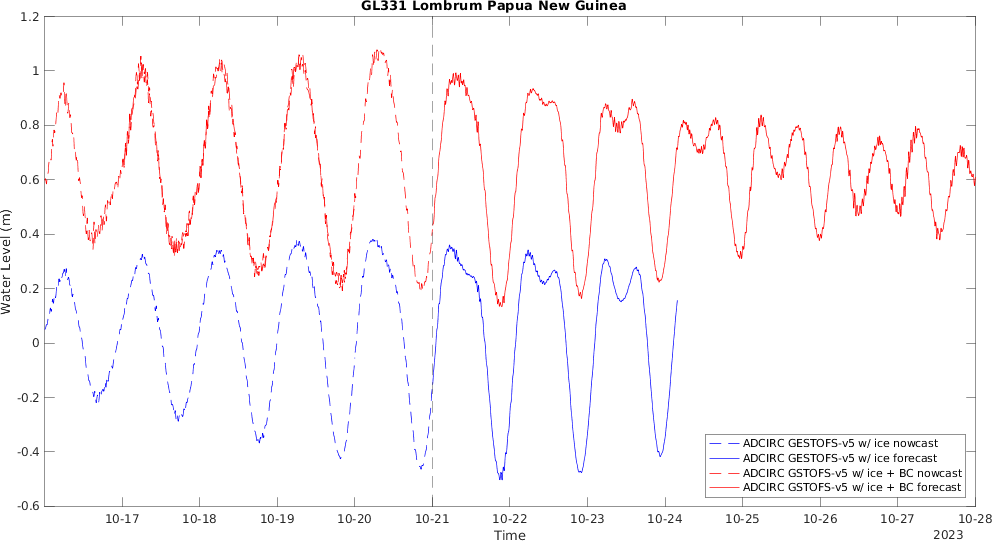 GL331 Lombrum Papua New Guinea
1.2
1
0.8
0.6
0.4
0.2
0
-0.2
-0.4
-0.6
Water Level (m)
ADCIRC GESTOFS-v5 w/ ice nowcast
ADCIRC GESTOFS-v5 w/ ice forecast
ADCIRC GSTOFS-v5 w/ ice + BC nowcast
ADCIRC GSTOFS-v5 w/ ice + BC forecast
10-17 10-18 10-19 10-20 10-21 10-22 10-23 10-24 10-25 10-26 10-27 10-28
Time
2023